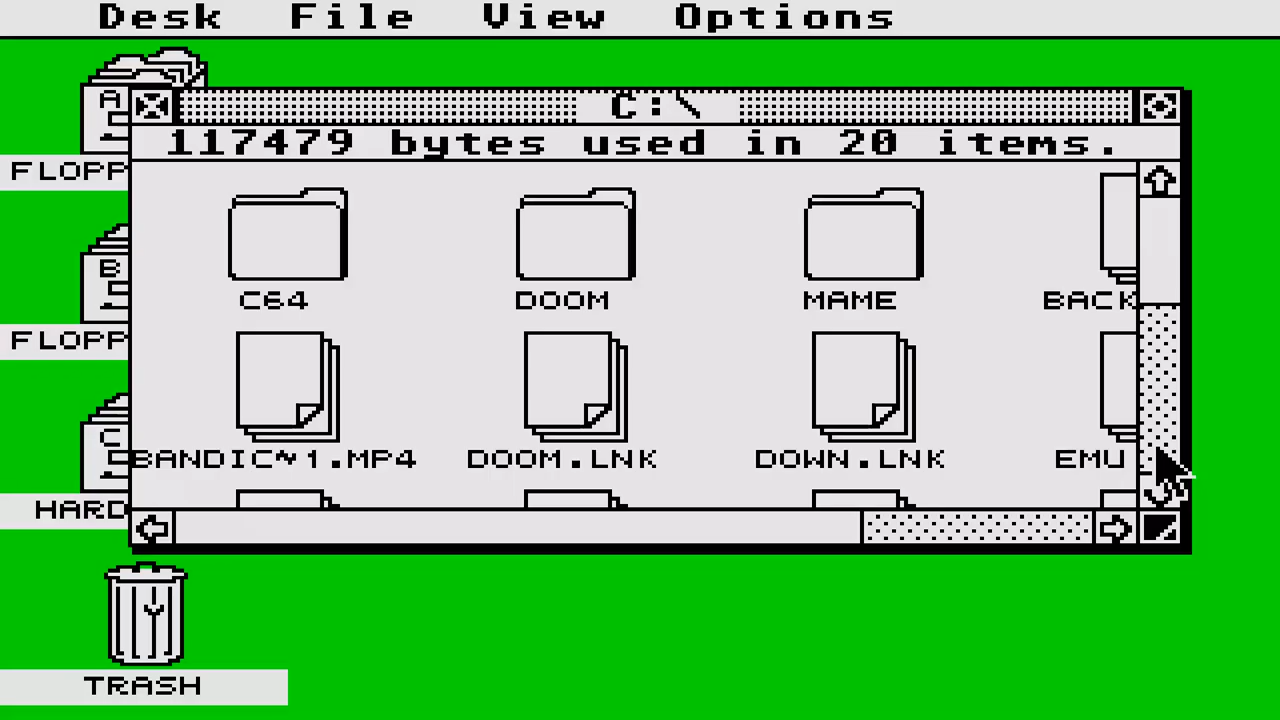 Desk File View Options
A
C:\
117479 bytes used in 20 items.
FLOPP
C64 DOOM MAME BACK
B
FLOPP
C
BANDIC~1.MP4 DOOM.LNK DOWN.LNK EMU
HARD
TRASH